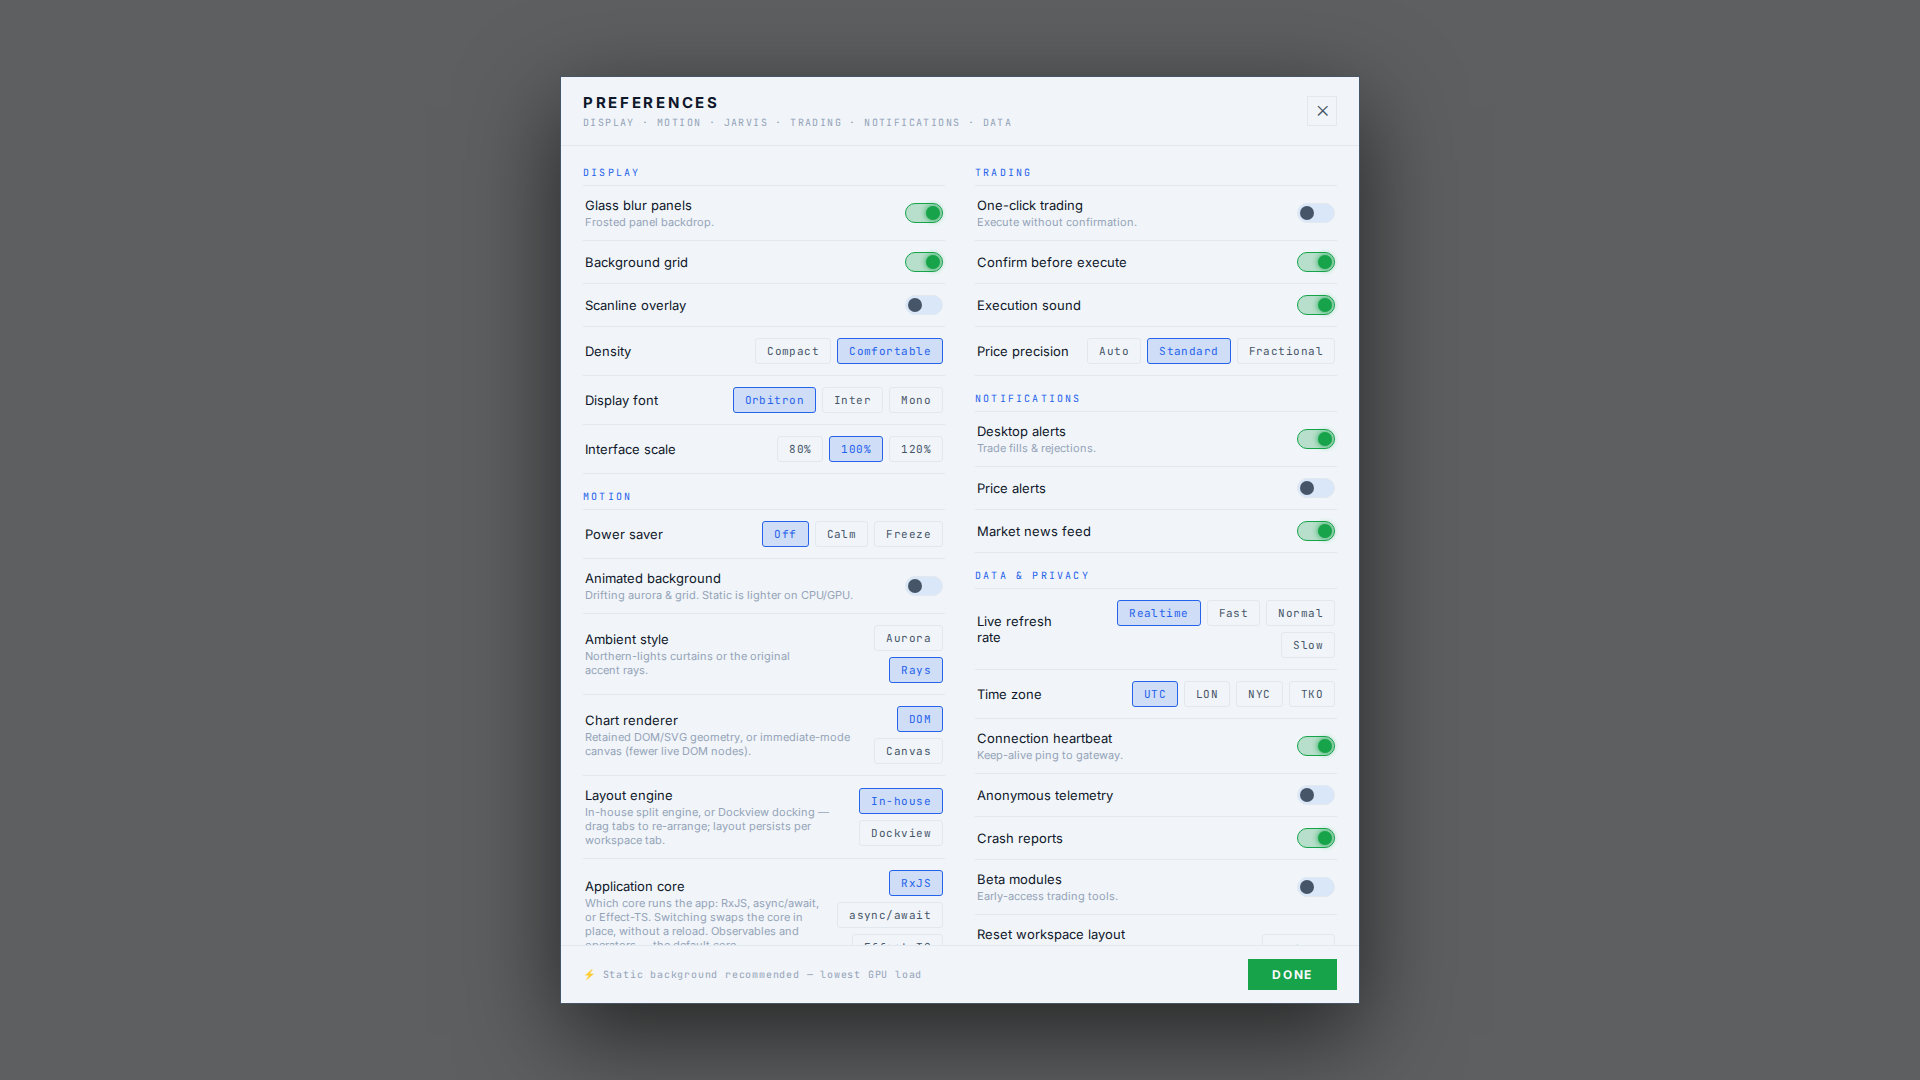 PREFERENCES
DISPLAY · MOTION · JARVIS · TRADING · NOTIFICATIONS · DATA
DISPLAY
Glass blur panels
Frosted panel backdrop.
Background grid
Scanline overlay
Density Compact Comfortable
Display font Orbitron Inter Mono
Interface scale 80% 100% 120%
MOTION
Power saver Off Calm Freeze
Animated background
Drifting aurora & grid. Static is lighter on CPU/GPU.
Ambient style
Northern-lights curtains or the original
accent rays.
Aurora
Rays
Chart renderer
Retained DOM/SVG geometry, or immediate-mode
canvas (fewer live DOM nodes).
DOM
Canvas
Layout engine
In-house split engine, or Dockview docking —
drag tabs to re-arrange; layout persists per
workspace tab.
In-house
Dockview
Application core
Which core runs the app: RxJS, async/await,
or Effect-TS. Switching swaps the core in
place, without a reload. Observables and
operators — the default core.
RxJS
async/await
Effect-TS
TRADING
One-click trading
Execute without confirmation.
Confirm before execute
Execution sound
Price precision Auto Standard Fractional
NOTIFICATIONS
Desktop alerts
Trade fills & rejections.
Price alerts
Market news feed
DATA & PRIVACY
Live refresh
rate
Realtime Fast Normal
Slow
Time zone UTC LON NYC TKO
Connection heartbeat
Keep-alive ping to gateway.
Anonymous telemetry
Crash reports
Beta modules
Early-access trading tools.
Reset workspace layout
⚡ Static background recommended — lowest GPU load
DONE